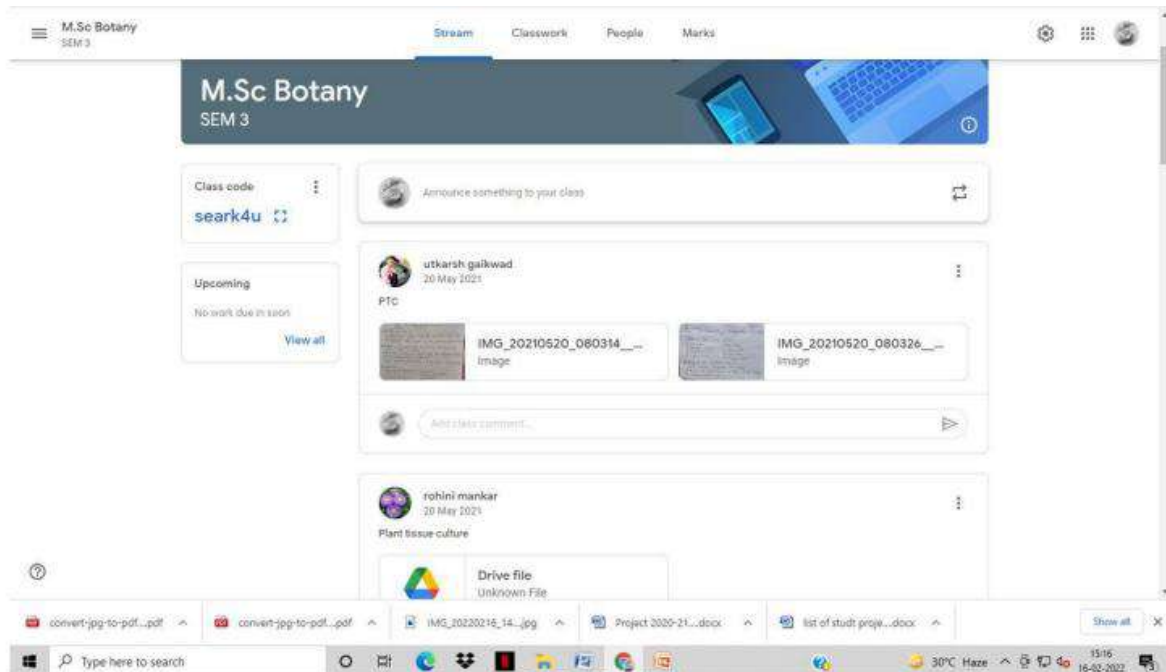 M.Sc Botany
SEM 3
Stream Classwork People Marks
M.Sc Botany
SEM 3
Class code
seark4u
Announce something to your class
Upcoming
No work due in soon
View all
utkarsh gaikwad
20 May 2021
PTC
IMG_20210520_080314__...
Image
IMG_20210520_080326__...
Image
Add class comment...
rohini mankar
20 May 2021
Plant tissue culture
Drive file
Unknown File
convert-jpg-to-pdf....pdf
convert-jpg-to-pdf....pdf
IMG_20220216_14...jpg
Project 2020-21....docx
list of studt proje....docx
Show all
Type here to search
30°C Haze
15:16
16-02-2022